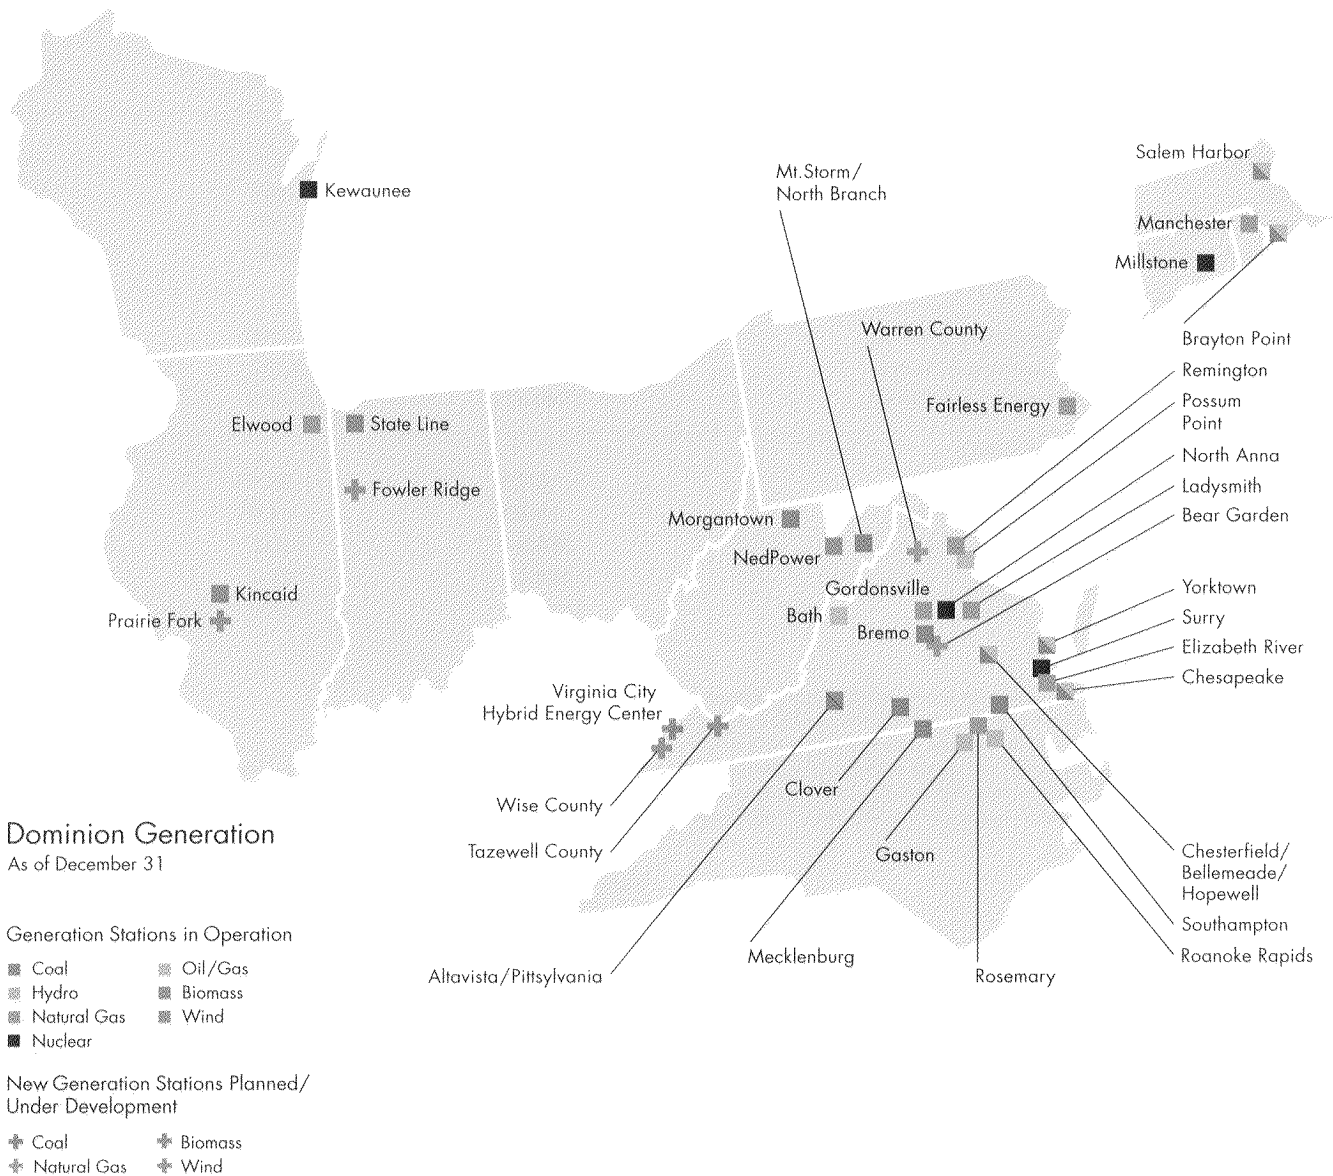 Salem Harbor
Mt.Storm/
North Branch
Kewaunee
Manchester
Millstone
Warren County
Brayton Point
Remington
Fairless Energy
Possum
Point
Elwood
State Line
North Anna
Fowler Ridge
Ladysmith
Morgantown
Bear Garden
NedPower
Gordonsville
Yorktown
Kincaid
Bath
Surry
Prairie Fork
Bremo
Elizabeth River
Chesapeake
Virginia City
Hybrid Energy Center
Clover
Wise County
Dominion Generation
Tazewell County
Gaston
Chesterfield/
Bellemeade/
Hopewell
As of December 31
Southampton
Generation Stations in Operation
Mecklenburg
Roanoke Rapids
Coal
Oil/Gas
Altavista/Pittsylvania
Rosemary
Hydro
Biomass
Natural Gas
Wind
Nuclear
New Generation Stations Planned/
Under Development
Coal
Biomass
Natural Gas
Wind